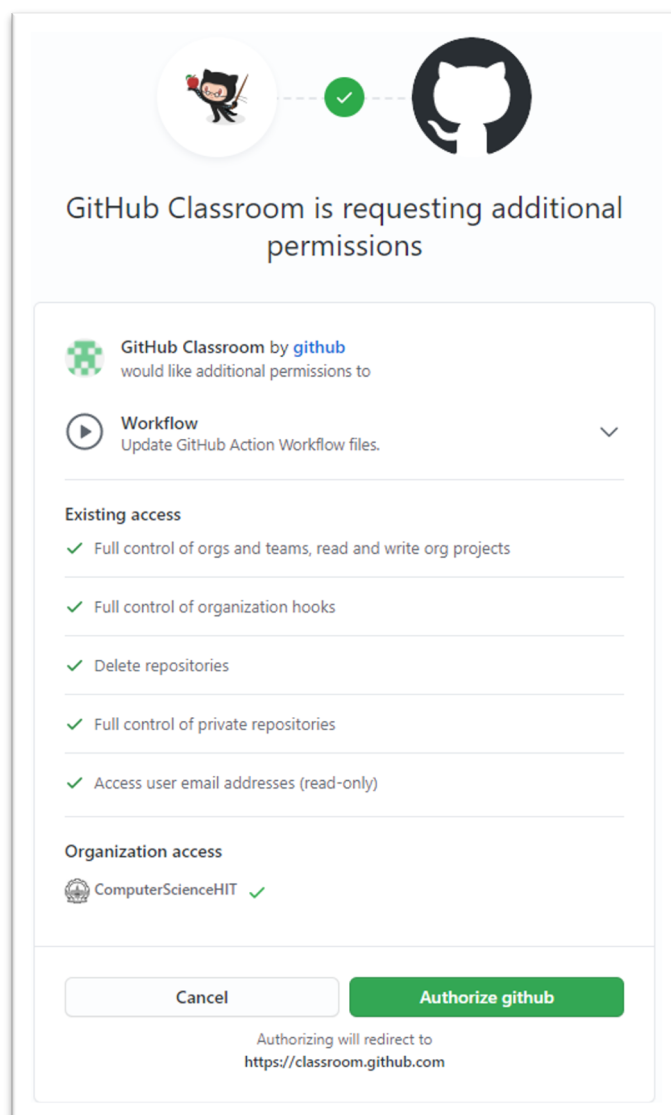 GitHub Classroom is requesting additional
permissions
GitHub Classroom by github
would like additional permissions to
Workflow
Update GitHub Action Workflow files.
Existing access
Full control of orgs and teams, read and write org projects
Full control of organization hooks
Delete repositories
Full control of private repositories
Access user email addresses (read-only)
Organization access
ComputerScienceHIT
Cancel
Authorize github
Authorizing will redirect to
https://classroom.github.com